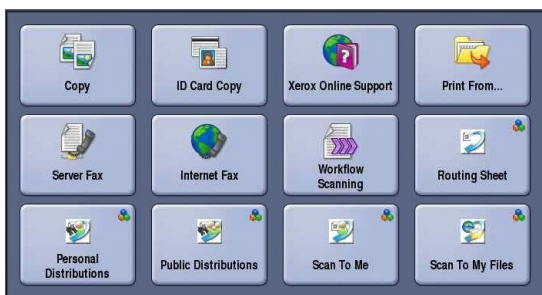 Copy
ID Card Copy
Xerox Online Support
Print From...
Server Fax
Internet Fax
Workflow
Scanning
Routing Sheet
Personal
Distributions
Public Distributions
Scan To Me
Scan To My Files